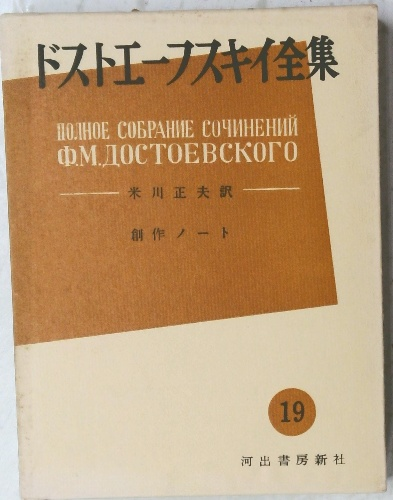 ドストエーフスキイ全集
ПОЛНОЕ СОБРАНИЕ СОЧИНЕНИЙ
Ф.М.ДОСТОЕВСКОГО
米川正夫訳
創作ノート
19
河出書房新社